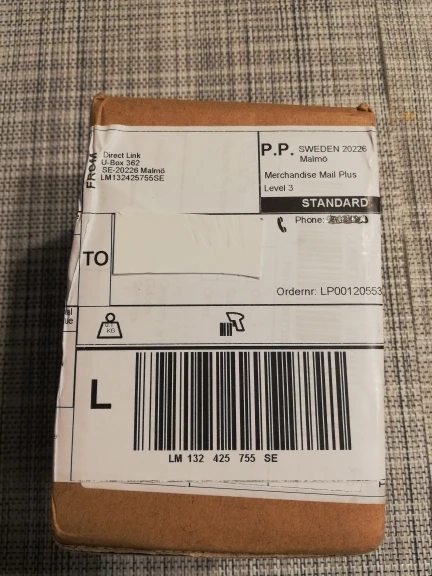 FROM
Direct Link
U-Box 362
SE-20226 Malmö
LM132425755SE
P.P. SWEDEN 20226
Malmö
Merchandise Mail Plus
Level 3
STANDARD
Phone:
TO
Ordernr: LP00120553
KG
L
LM 132 425 755 SE